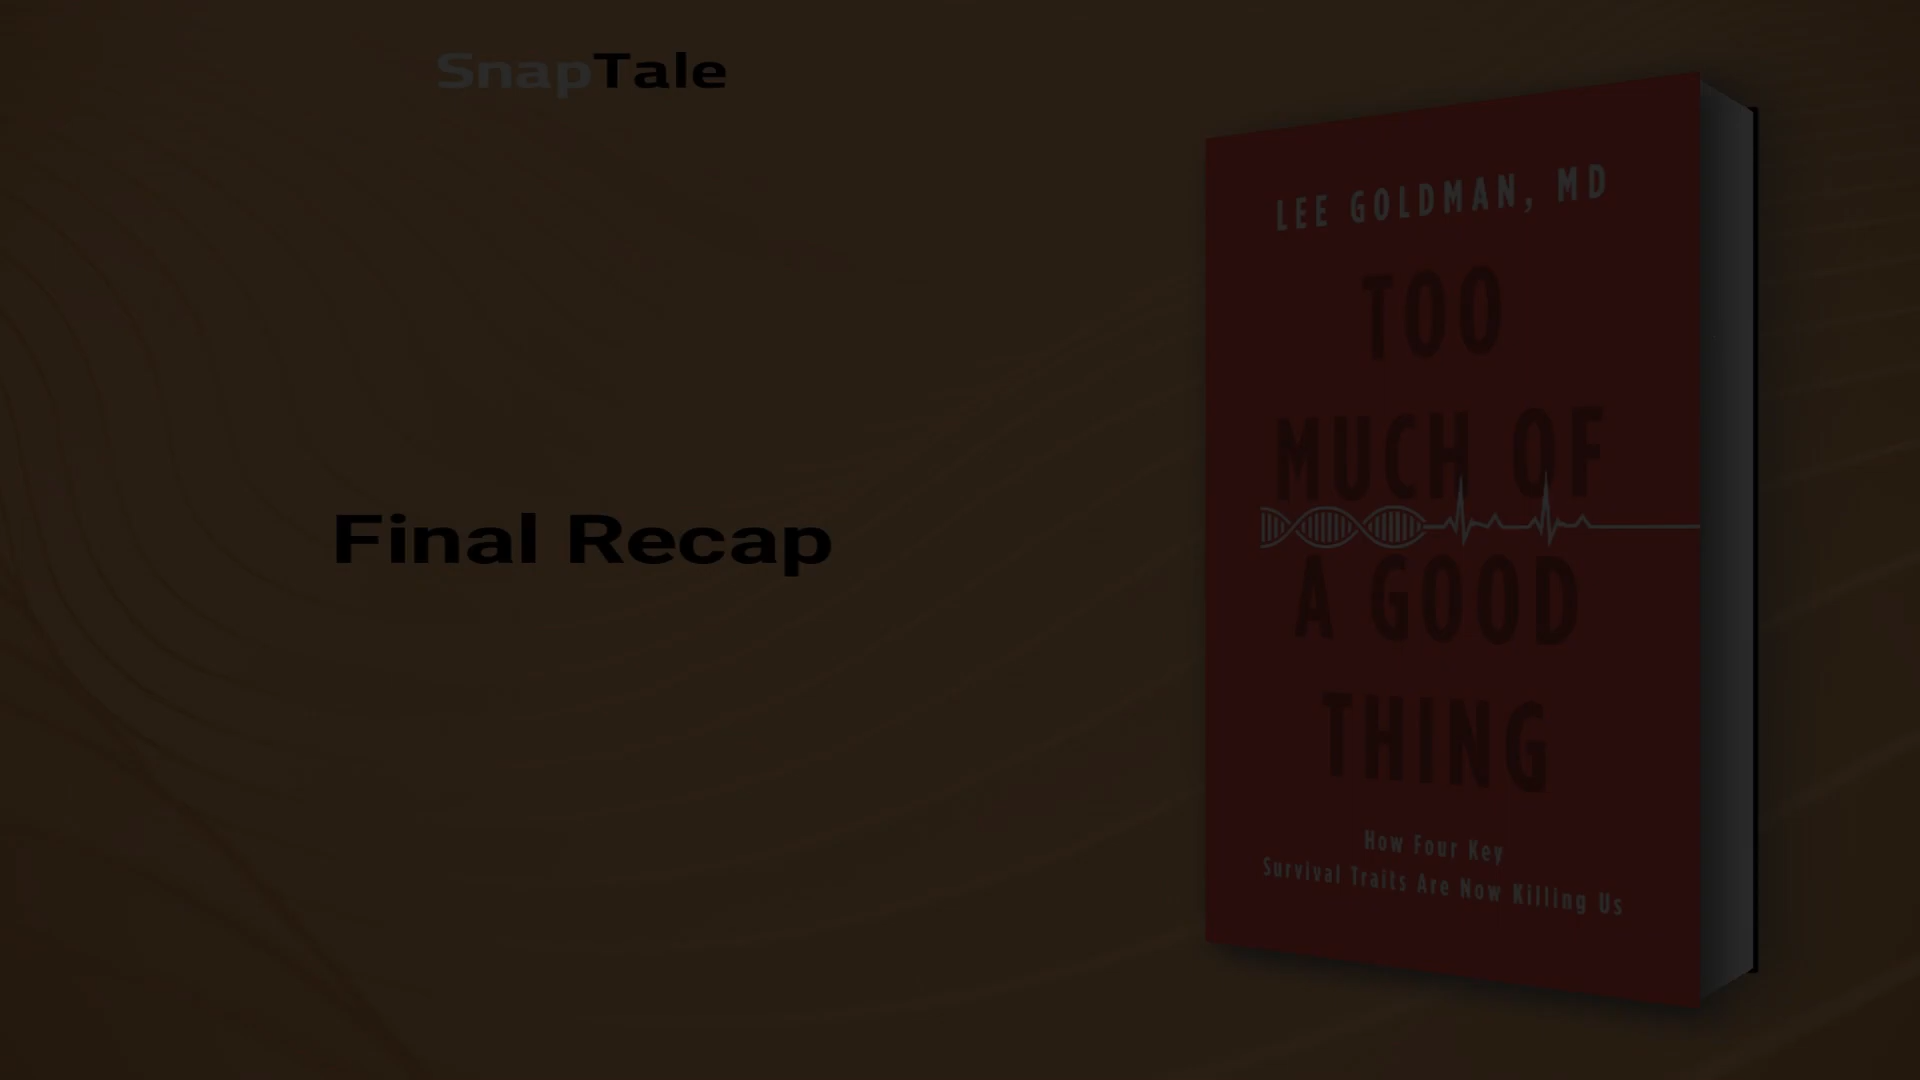 SnapTale
Final Recap
LEE GOLDMAN, MD
TOO
MUCH OF
A GOOD
THING
How Four Key
Survival Traits Are Now Killing Us